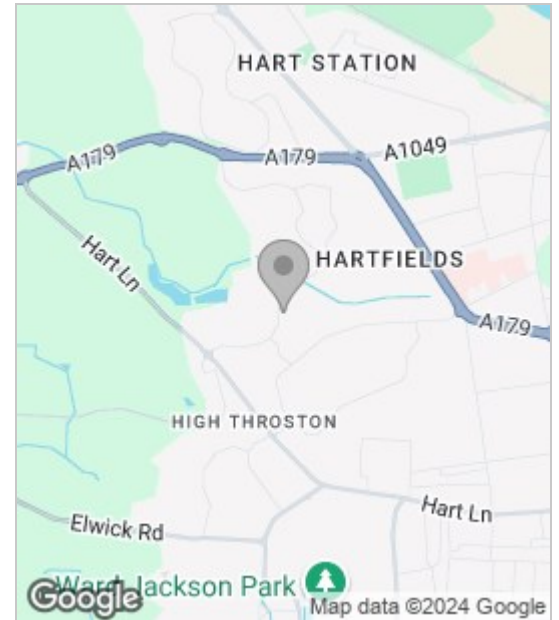 HART STATION
A179
A179
A1049
Hart Ln
HARTFIELDS
A179
HIGH THROSTON
Hart Ln
Elwick Rd
Ward Jackson Park
Google
Map data ©2024 Google